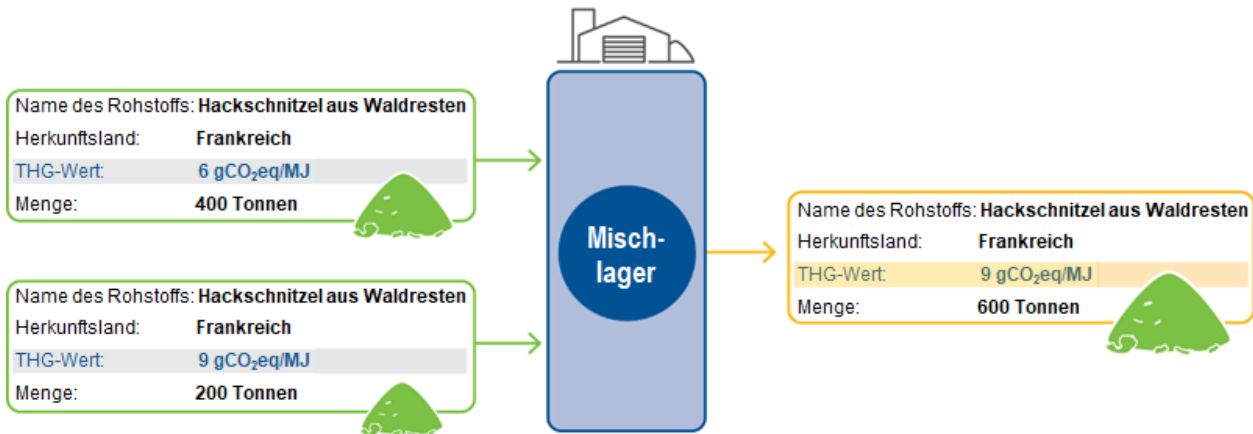 Name des Rohstoffs: Hackschnitzel aus Waldresten
Herkunftsland: Frankreich
THG-Wert: 6 gCO₂eq/MJ
Menge: 400 Tonnen
Name des Rohstoffs: Hackschnitzel aus Waldresten
Herkunftsland: Frankreich
THG-Wert: 9 gCO₂eq/MJ
Menge: 200 Tonnen
Misch-
lager
Name des Rohstoffs: Hackschnitzel aus Waldresten
Herkunftsland: Frankreich
THG-Wert: 9 gCO₂eq/MJ
Menge: 600 Tonnen